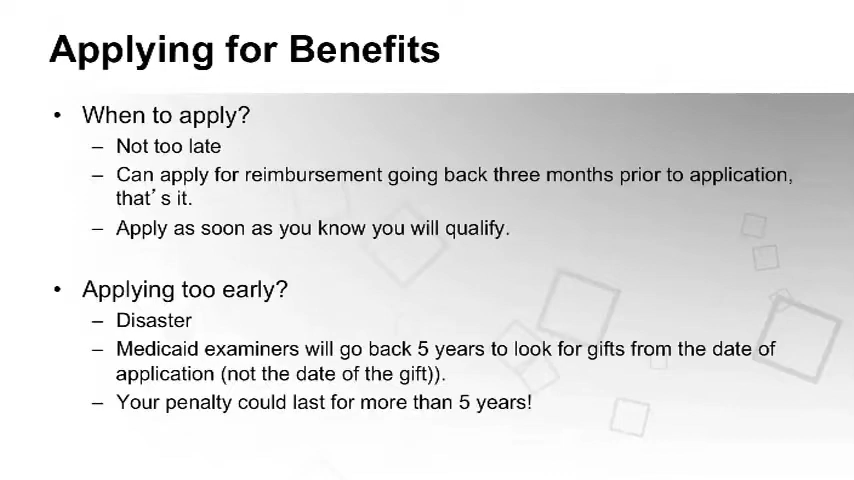 Applying for Benefits
• When to apply?
– Not too late
– Can apply for reimbursement going back three months prior to application,
that's it.
– Apply as soon as you know you will qualify.
• Applying too early?
– Disaster
– Medicaid examiners will go back 5 years to look for gifts from the date of
application (not the date of the gift)).
– Your penalty could last for more than 5 years!